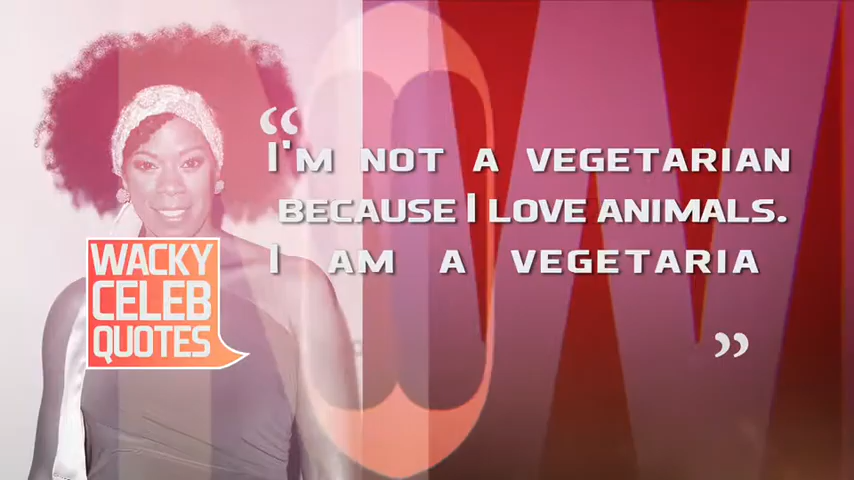 “
I'M NOT A VEGETARIAN
BECAUSE I LOVE ANIMALS.
I AM A VEGETARIA
”
WACKY
CELEB
QUOTES